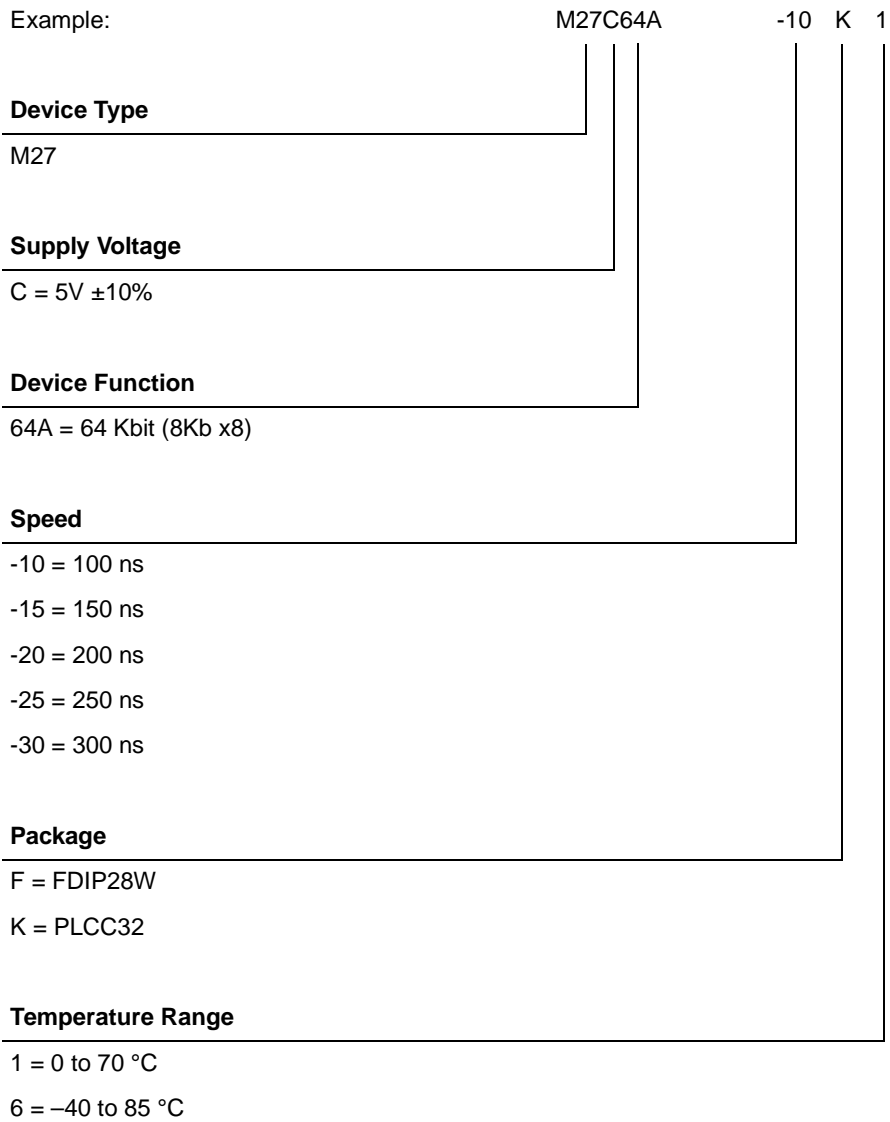 Example: M27C64A -10 K 1
Device Type
M27
Supply Voltage
C = 5V ±10%
Device Function
64A = 64 Kbit (8Kb x8)
Speed
-10 = 100 ns
-15 = 150 ns
-20 = 200 ns
-25 = 250 ns
-30 = 300 ns
Package
F = FDIP28W
K = PLCC32
Temperature Range
1 = 0 to 70 °C
6 = –40 to 85 °C